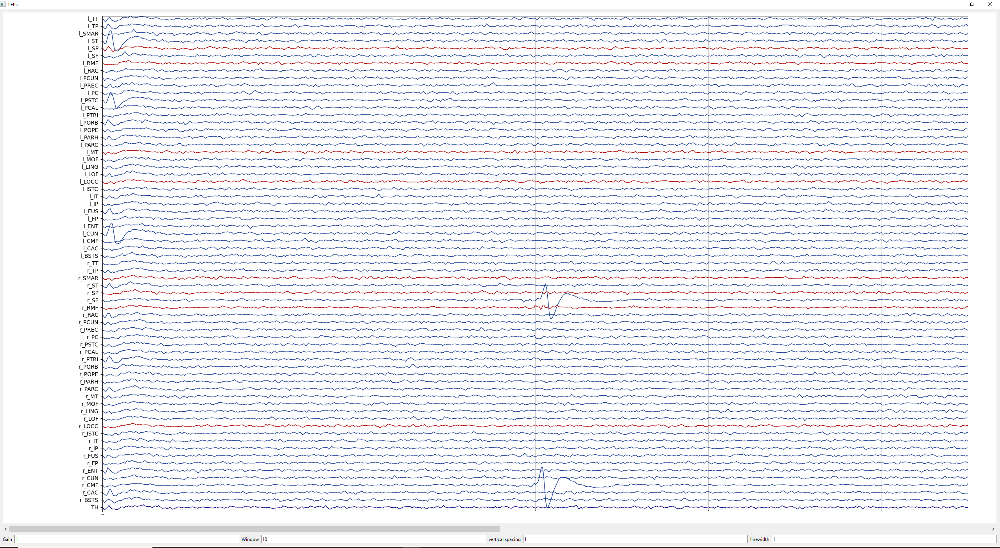 LFPs
l_TT
l_TP
l_SMAR
l_ST
l_SP
l_SF
l_RMF
l_RAC
l_PCUN
l_PREC
l_PC
l_PSTC
l_PCAL
l_PTRI
l_PORB
l_POPE
l_PARH
l_PARC
l_MT
l_MOF
l_LING
l_LOF
l_LOCC
l_ISTC
l_IT
l_IP
l_FUS
l_FP
l_ENT
l_CUN
l_CMF
l_CAC
l_BSTS
r_TT
r_TP
r_SMAR
r_ST
r_SP
r_SF
r_RMF
r_RAC
r_PCUN
r_PREC
r_PC
r_PSTC
r_PCAL
r_PTRI
r_PORB
r_POPE
r_PARH
r_PARC
r_MT
r_MOF
r_LING
r_LOF
r_LOCC
r_ISTC
r_IT
r_IP
r_FUS
r_FP
r_ENT
r_CUN
r_CMF
r_CAC
r_BSTS
TH
Gain 1 Window 10 vertical spacing 1 linewidth 1